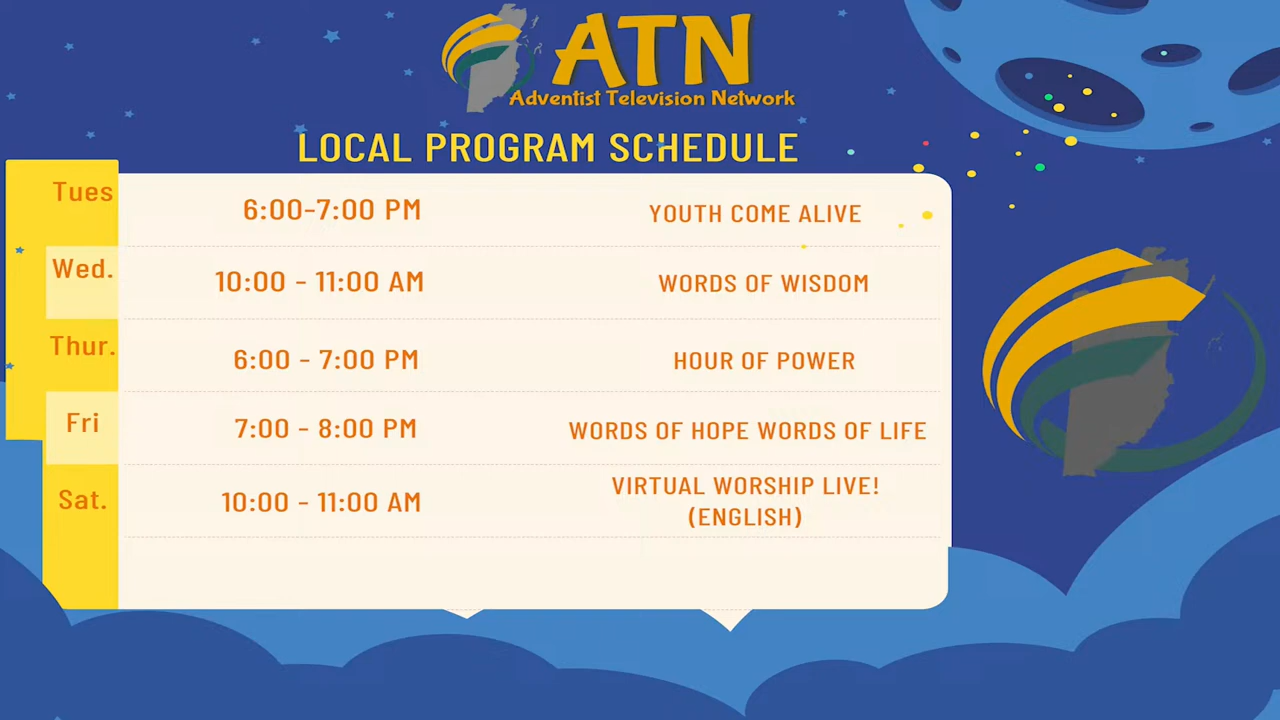 ATN
Adventist Television Network
LOCAL PROGRAM SCHEDULE
Tues 6:00-7:00 PM YOUTH COME ALIVE
Wed. 10:00 - 11:00 AM WORDS OF WISDOM
Thur. 6:00 - 7:00 PM HOUR OF POWER
Fri 7:00 - 8:00 PM WORDS OF HOPE WORDS OF LIFE
Sat. 10:00 - 11:00 AM VIRTUAL WORSHIP LIVE!
(ENGLISH)